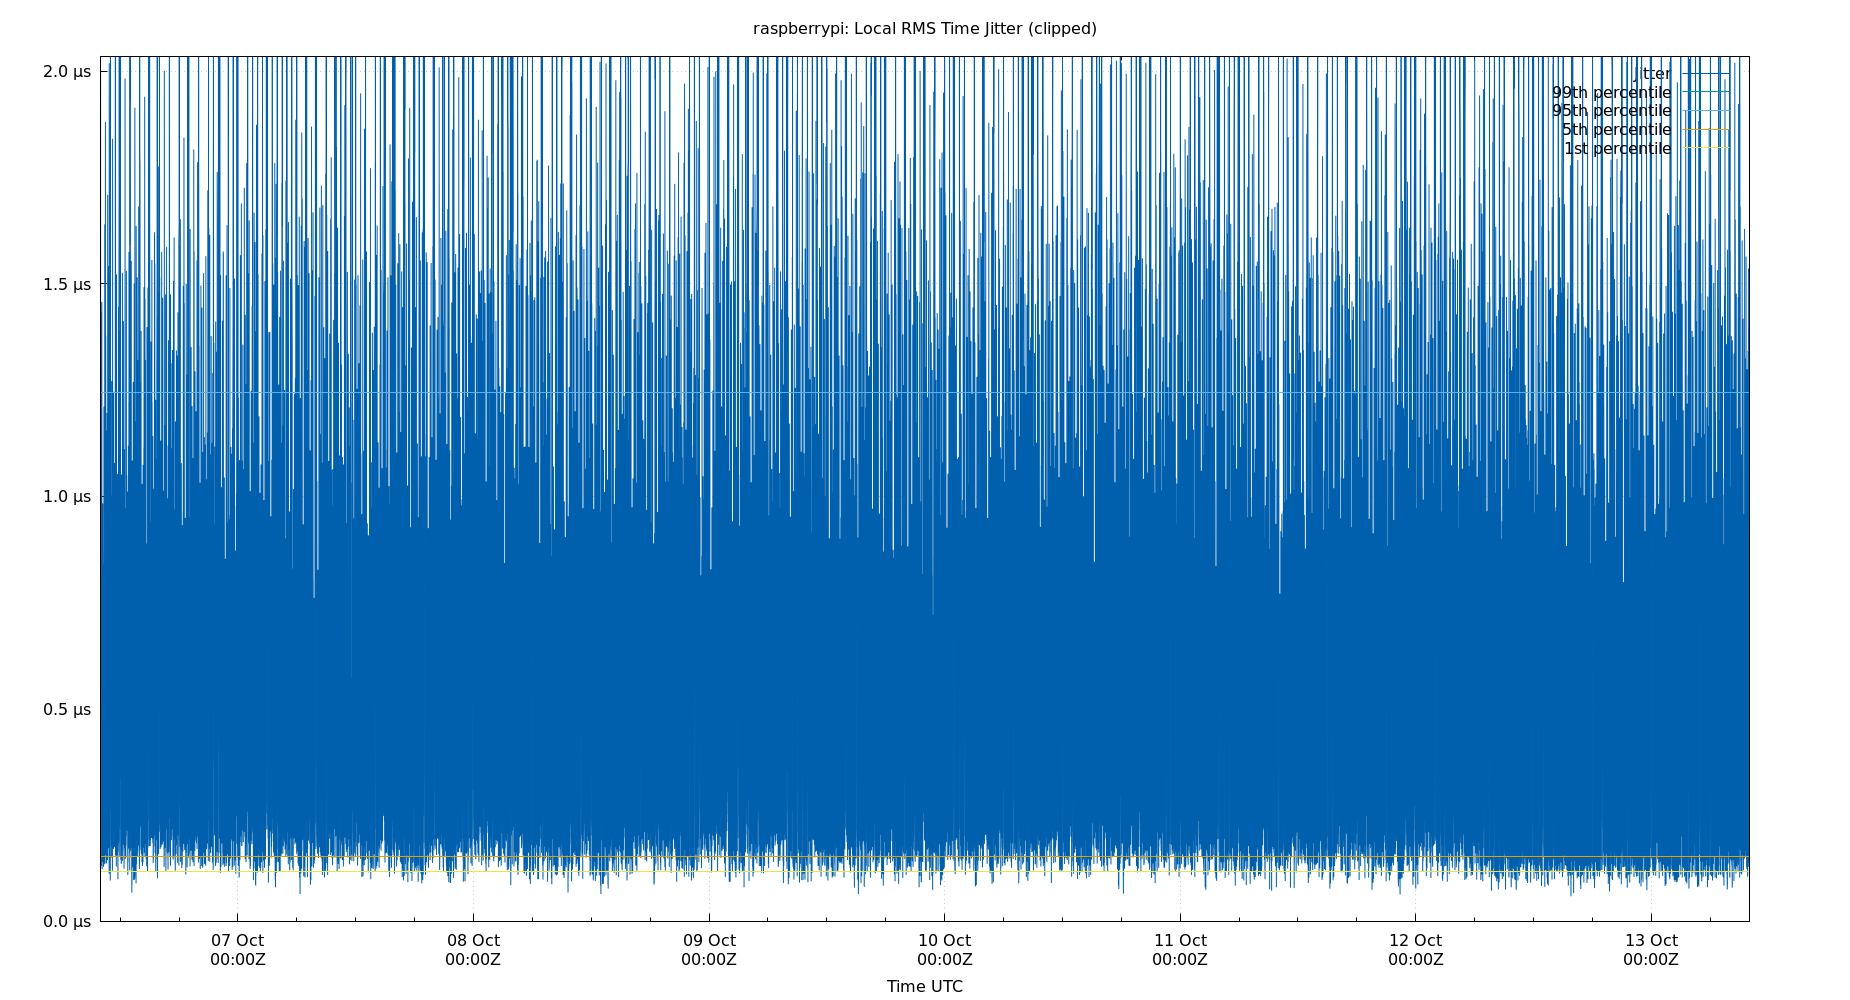 raspberrypi: Local RMS Time Jitter (clipped)
2.0 µs
1.5 µs
1.0 µs
0.5 µs
0.0 µs
jitter
99th percentile
95th percentile
5th percentile
1st percentile
07 Oct 08 Oct 09 Oct 10 Oct 11 Oct 12 Oct 13 Oct
00:00Z 00:00Z 00:00Z 00:00Z 00:00Z 00:00Z 00:00Z
Time UTC